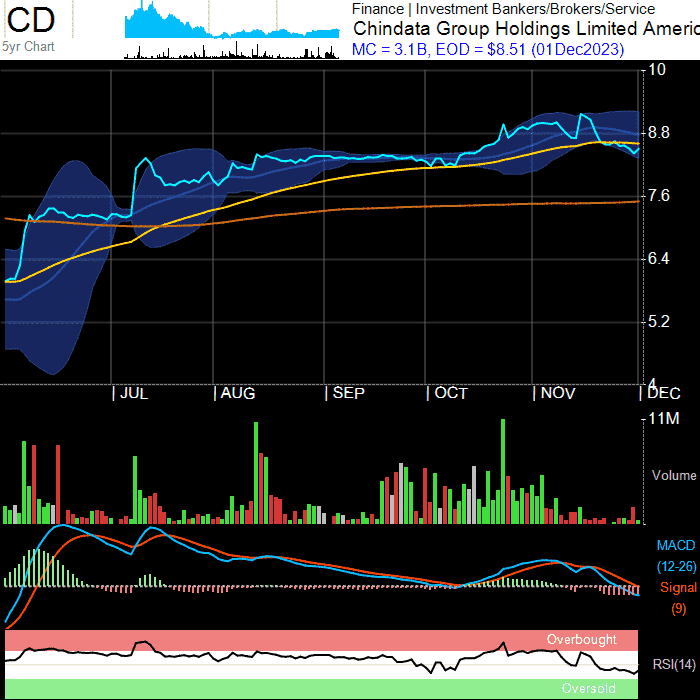 CD
5yr Chart
Finance | Investment Bankers/Brokers/Service
Chindata Group Holdings Limited Americ
MC = 3.1B, EOD = $8.51 (01Dec2023)
10
8.8
7.6
6.4
5.2
4
| JUL | AUG | SEP | OCT | NOV | DEC
11M
Volume
MACD
(12-26)
Signal
(9)
Overbought
RSI(14)
Oversold